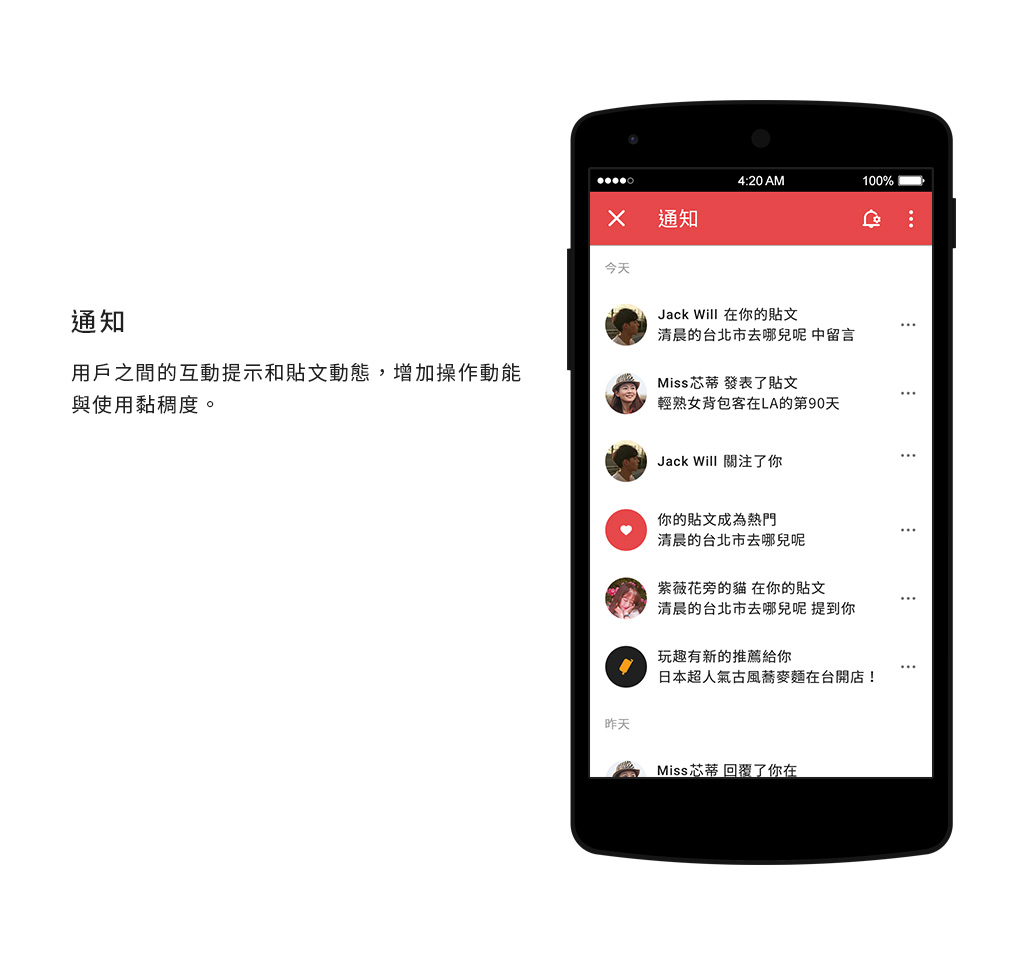 通知
用戶之間的互動提示和貼文動態，增加操作動能
與使用黏稠度。
4:20 AM
100%
通知
今天
Jack Will 在你的貼文
清晨的台北市去哪兒呢 中留言
Miss芯蒂 發表了貼文
輕熟女背包客在LA的第90天
Jack Will 關注了你
你的貼文成為熱門
清晨的台北市去哪兒呢
紫薇花旁的貓 在你的貼文
清晨的台北市去哪兒呢 提到你
玩趣有新的推薦給你
日本超人氣古風蕎麥麵在台開店！
昨天
Miss芯蒂 回覆了你在